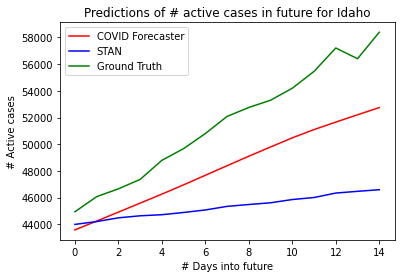 Predictions of # active cases in future for Idaho
COVID Forecaster
STAN
Ground Truth
58000
56000
54000
52000
50000
48000
46000
44000
# Active cases
0 2 4 6 8 10 12 14
# Days into future